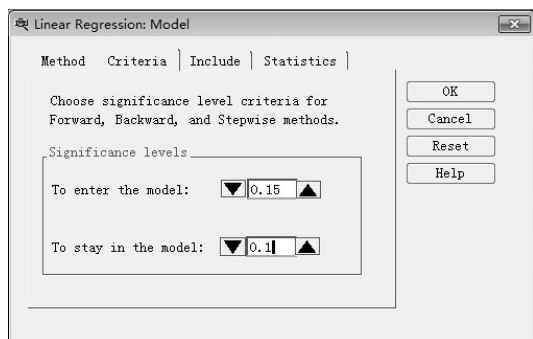 Linear Regression: Model
Method Criteria Include Statistics
Choose significance level criteria for
Forward, Backward, and Stepwise methods.
Significance levels
To enter the model: 0.15
To stay in the model: 0.1
OK
Cancel
Reset
Help